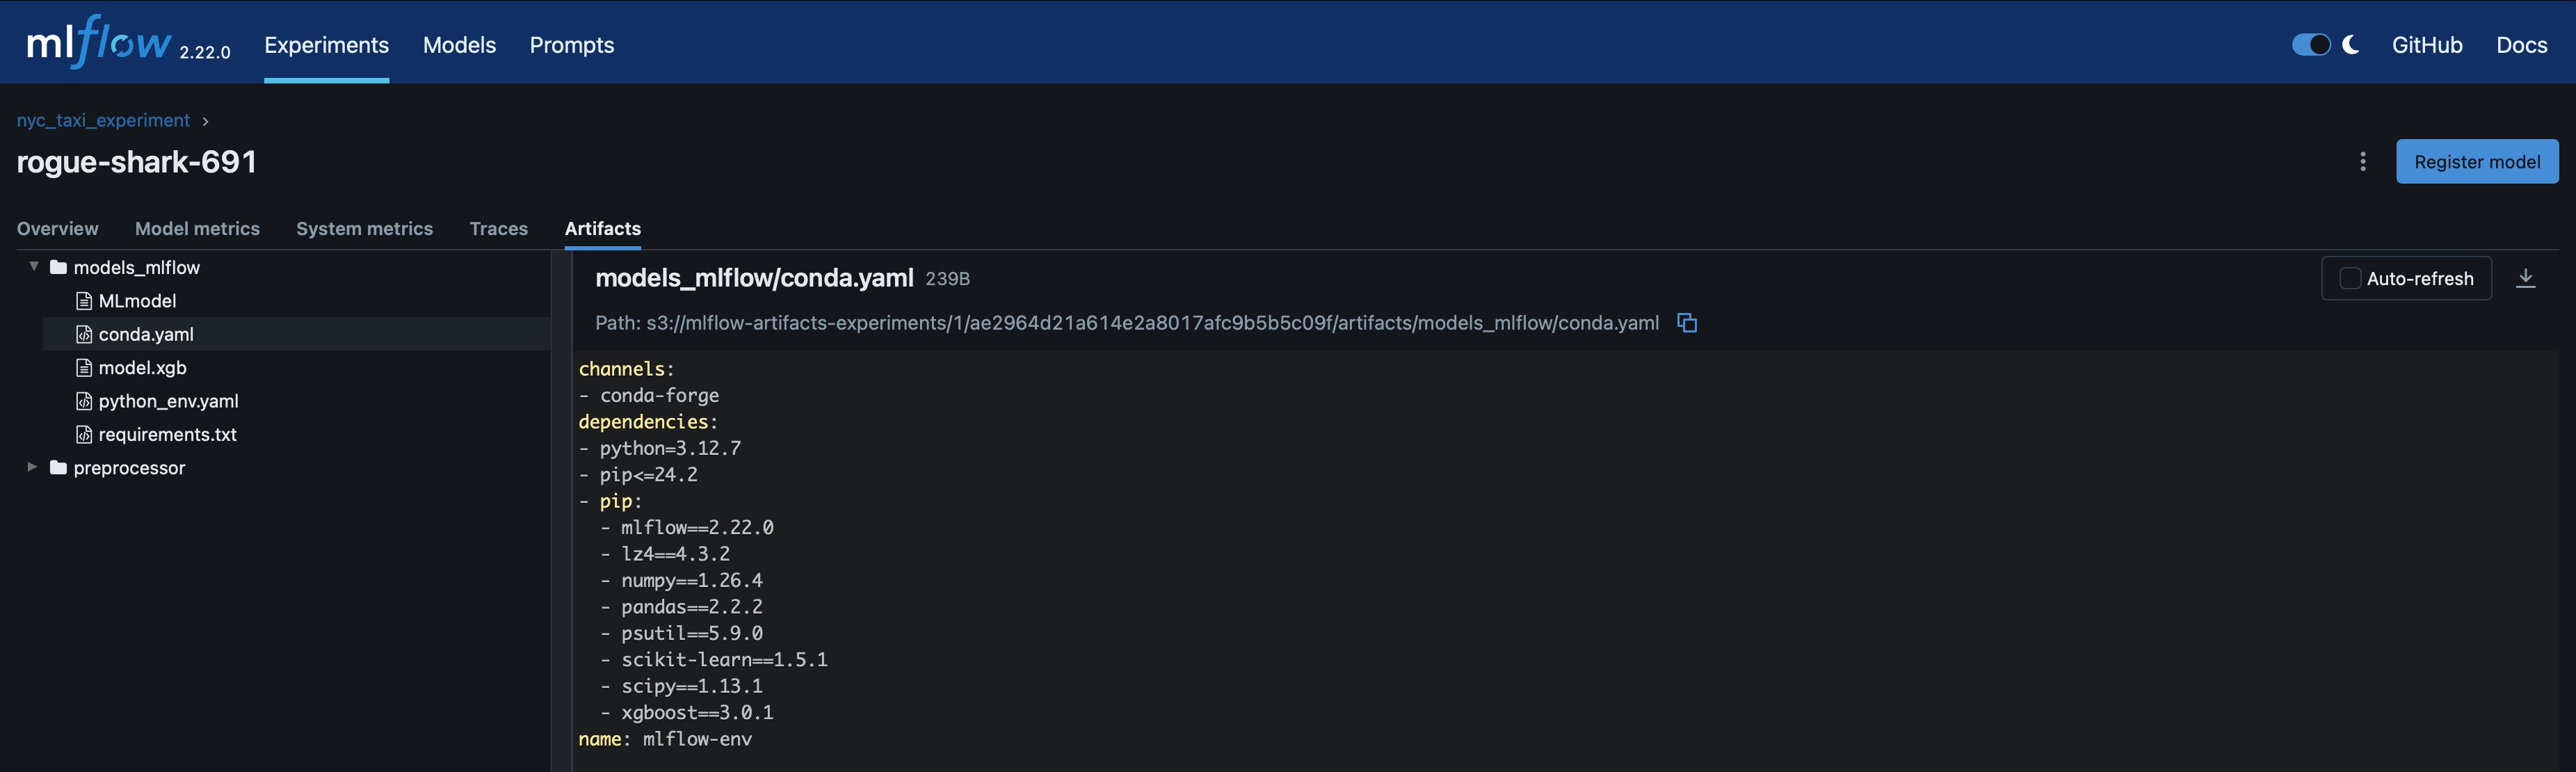 mlflow 2.22.0 Experiments Models Prompts GitHub Docs
nyc_taxi_experiment ›
rogue-shark-691
Register model
Overview Model metrics System metrics Traces Artifacts
models_mlflow
MLmodel
conda.yaml
model.xgb
python_env.yaml
requirements.txt
preprocessor
models_mlflow/conda.yaml 239B
Auto-refresh
Path: s3://mlflow-artifacts-experiments/1/ae2964d21a614e2a8017afc9b5b5c09f/artifacts/models_mlflow/conda.yaml
channels:
- conda-forge
dependencies:
- python=3.12.7
- pip<=24.2
- pip:
  - mlflow==2.22.0
  - lz4==4.3.2
  - numpy==1.26.4
  - pandas==2.2.2
  - psutil==5.9.0
  - scikit-learn==1.5.1
  - scipy==1.13.1
  - xgboost==3.0.1
name: mlflow-env